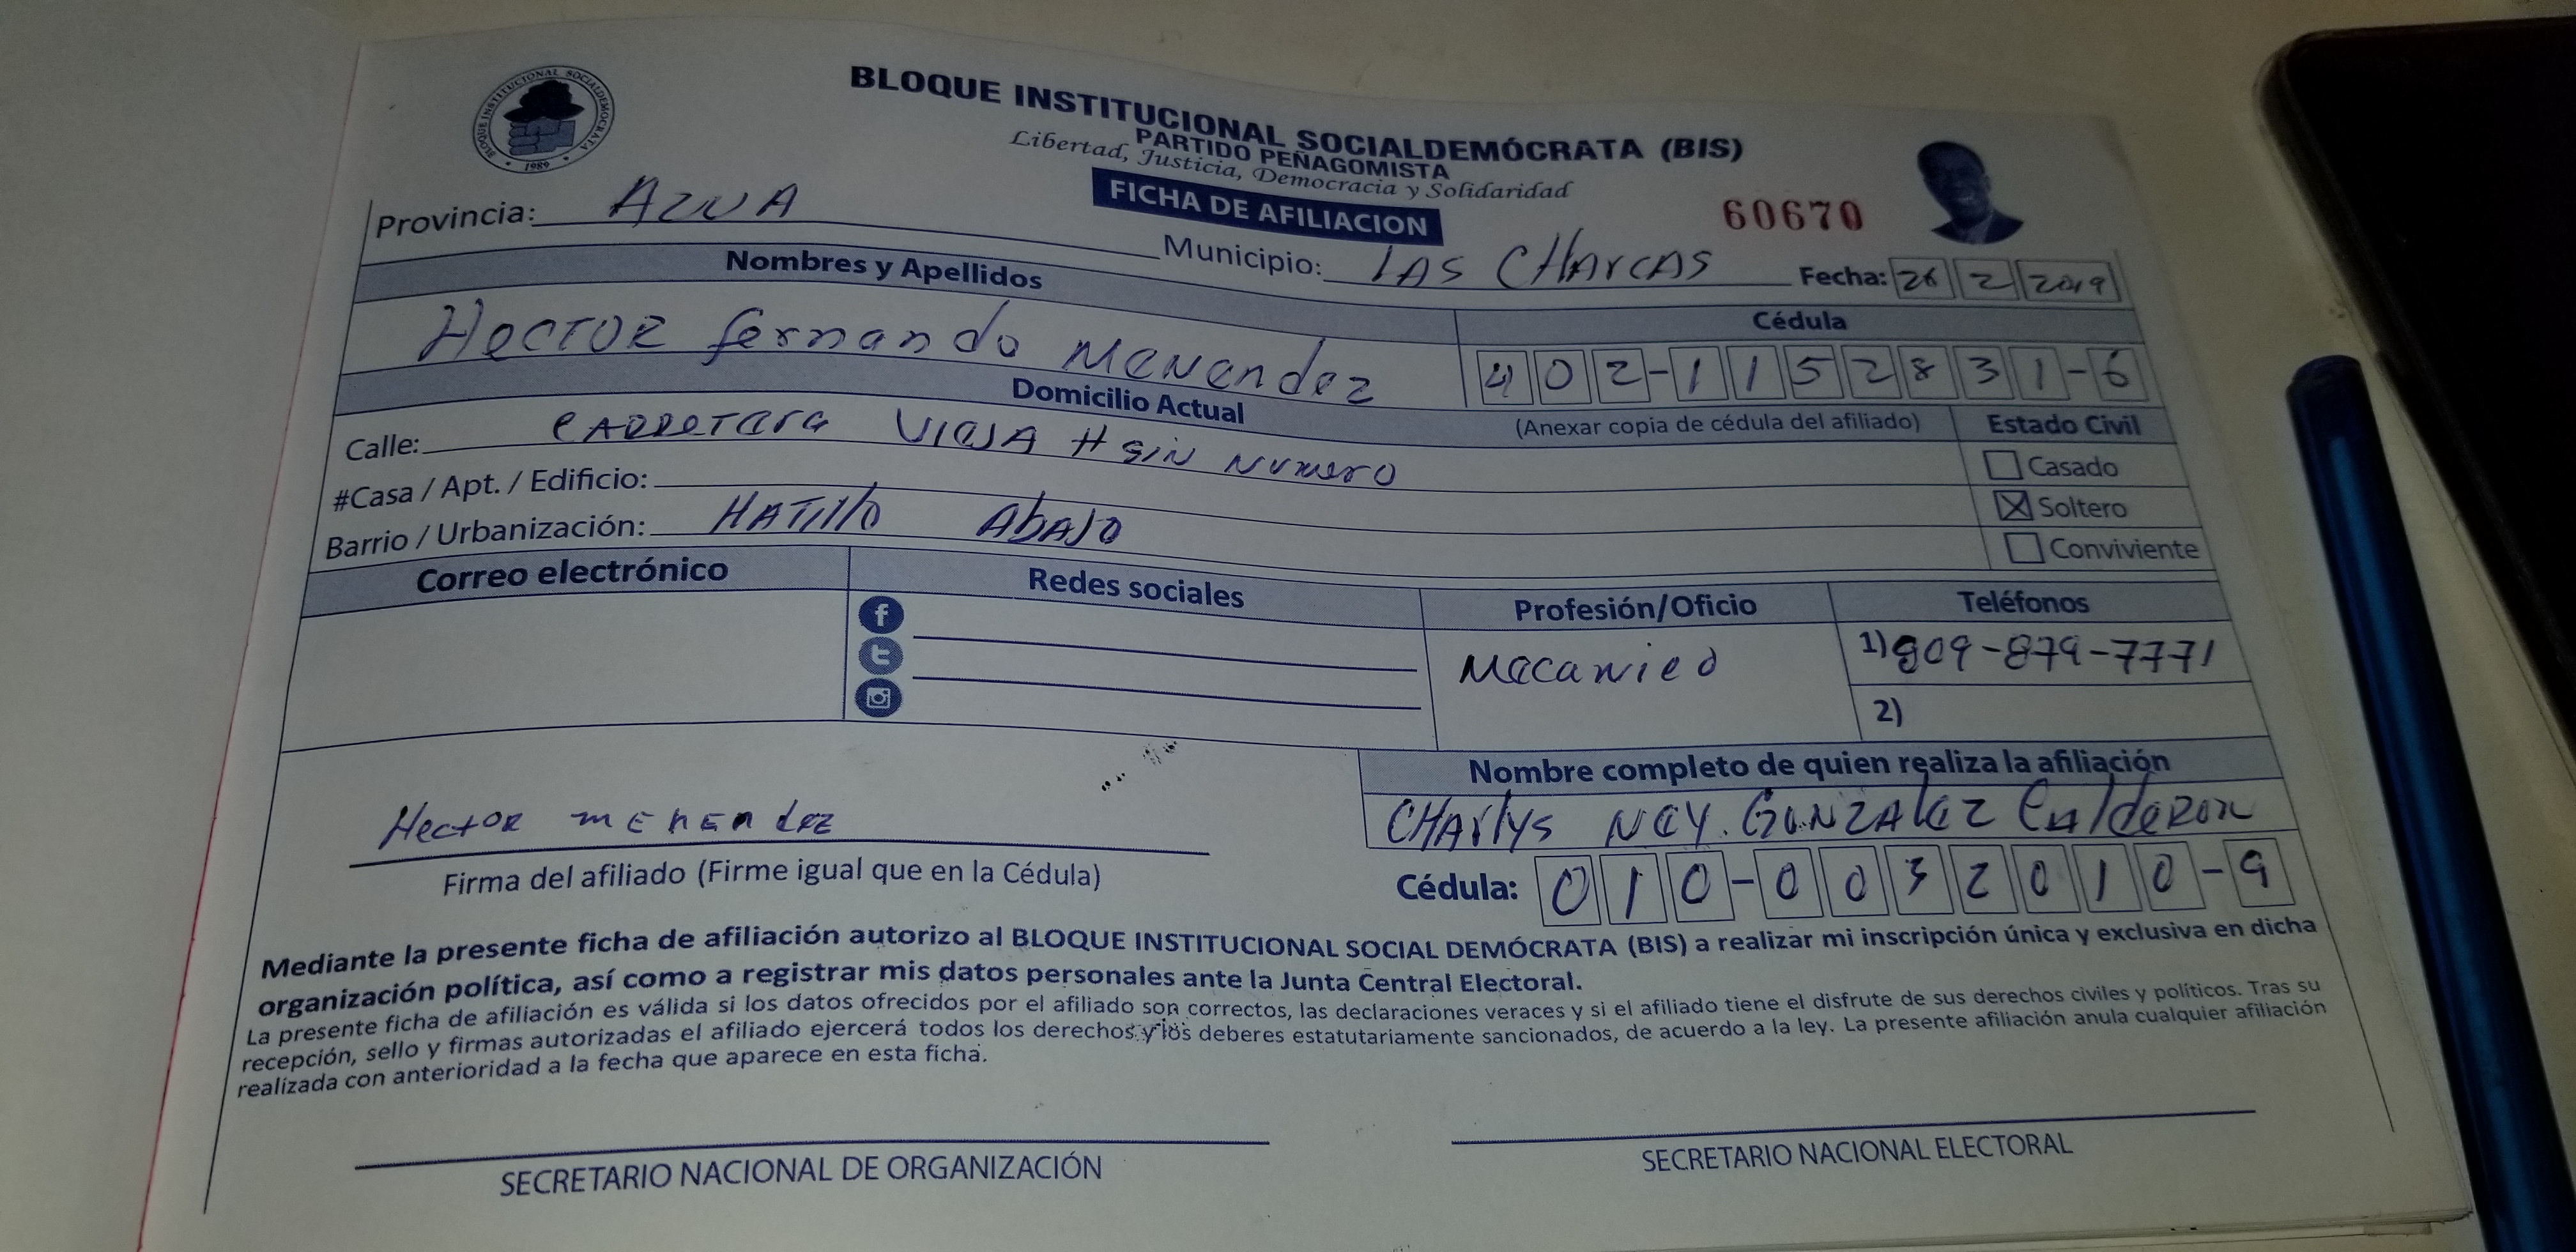 BLOQUE INSTITUCIONAL SOCIALDEMOCRATA
1989
BLOQUE INSTITUCIONAL SOCIALDEMÓCRATA (BIS)
PARTIDO PEÑAGOMISTA
Libertad, Justicia, Democracia y Solidaridad
FICHA DE AFILIACION
60670
Provincia: AZUA Municipio: LAS CHArcAS Fecha: 26 2 2019
Nombres y Apellidos Cédula
HECTOR fernando MENendez 402-1152831-6
Domicilio Actual (Anexar copia de cédula del afiliado) Estado Civil
Calle: CARRETerа VIEJA # SIN NUMERO
Casado
#Casa / Apt. / Edificio:
Soltero
Barrio / Urbanización: HATillo AbAJO
Conviviente
Correo electrónico Redes sociales Profesión/Oficio Teléfonos
Mecanico 1) 809-879-7771
2)
Nombre completo de quien realiza la afiliación
CHArlys NEY. GONZALEZ CAldERON
Hector mENENdEZ
Firma del afiliado (Firme igual que en la Cédula)
Cédula: 010-0032010-9
Mediante la presente ficha de afiliación autorizo al BLOQUE INSTITUCIONAL SOCIAL DEMÓCRATA (BIS) a realizar mi inscripción única y exclusiva en dicha
organización política, así como a registrar mis datos personales ante la Junta Central Electoral.
La presente ficha de afiliación es válida si los datos ofrecidos por el afiliado son correctos, las declaraciones veraces y si el afiliado tiene el disfrute de sus derechos civiles y políticos. Tras su
recepción, sello y firmas autorizadas el afiliado ejercerá todos los derechos y los deberes estatutariamente sancionados, de acuerdo a la ley. La presente afiliación anula cualquier afiliación
realizada con anterioridad a la fecha que aparece en esta ficha.
SECRETARIO NACIONAL DE ORGANIZACIÓN SECRETARIO NACIONAL ELECTORAL